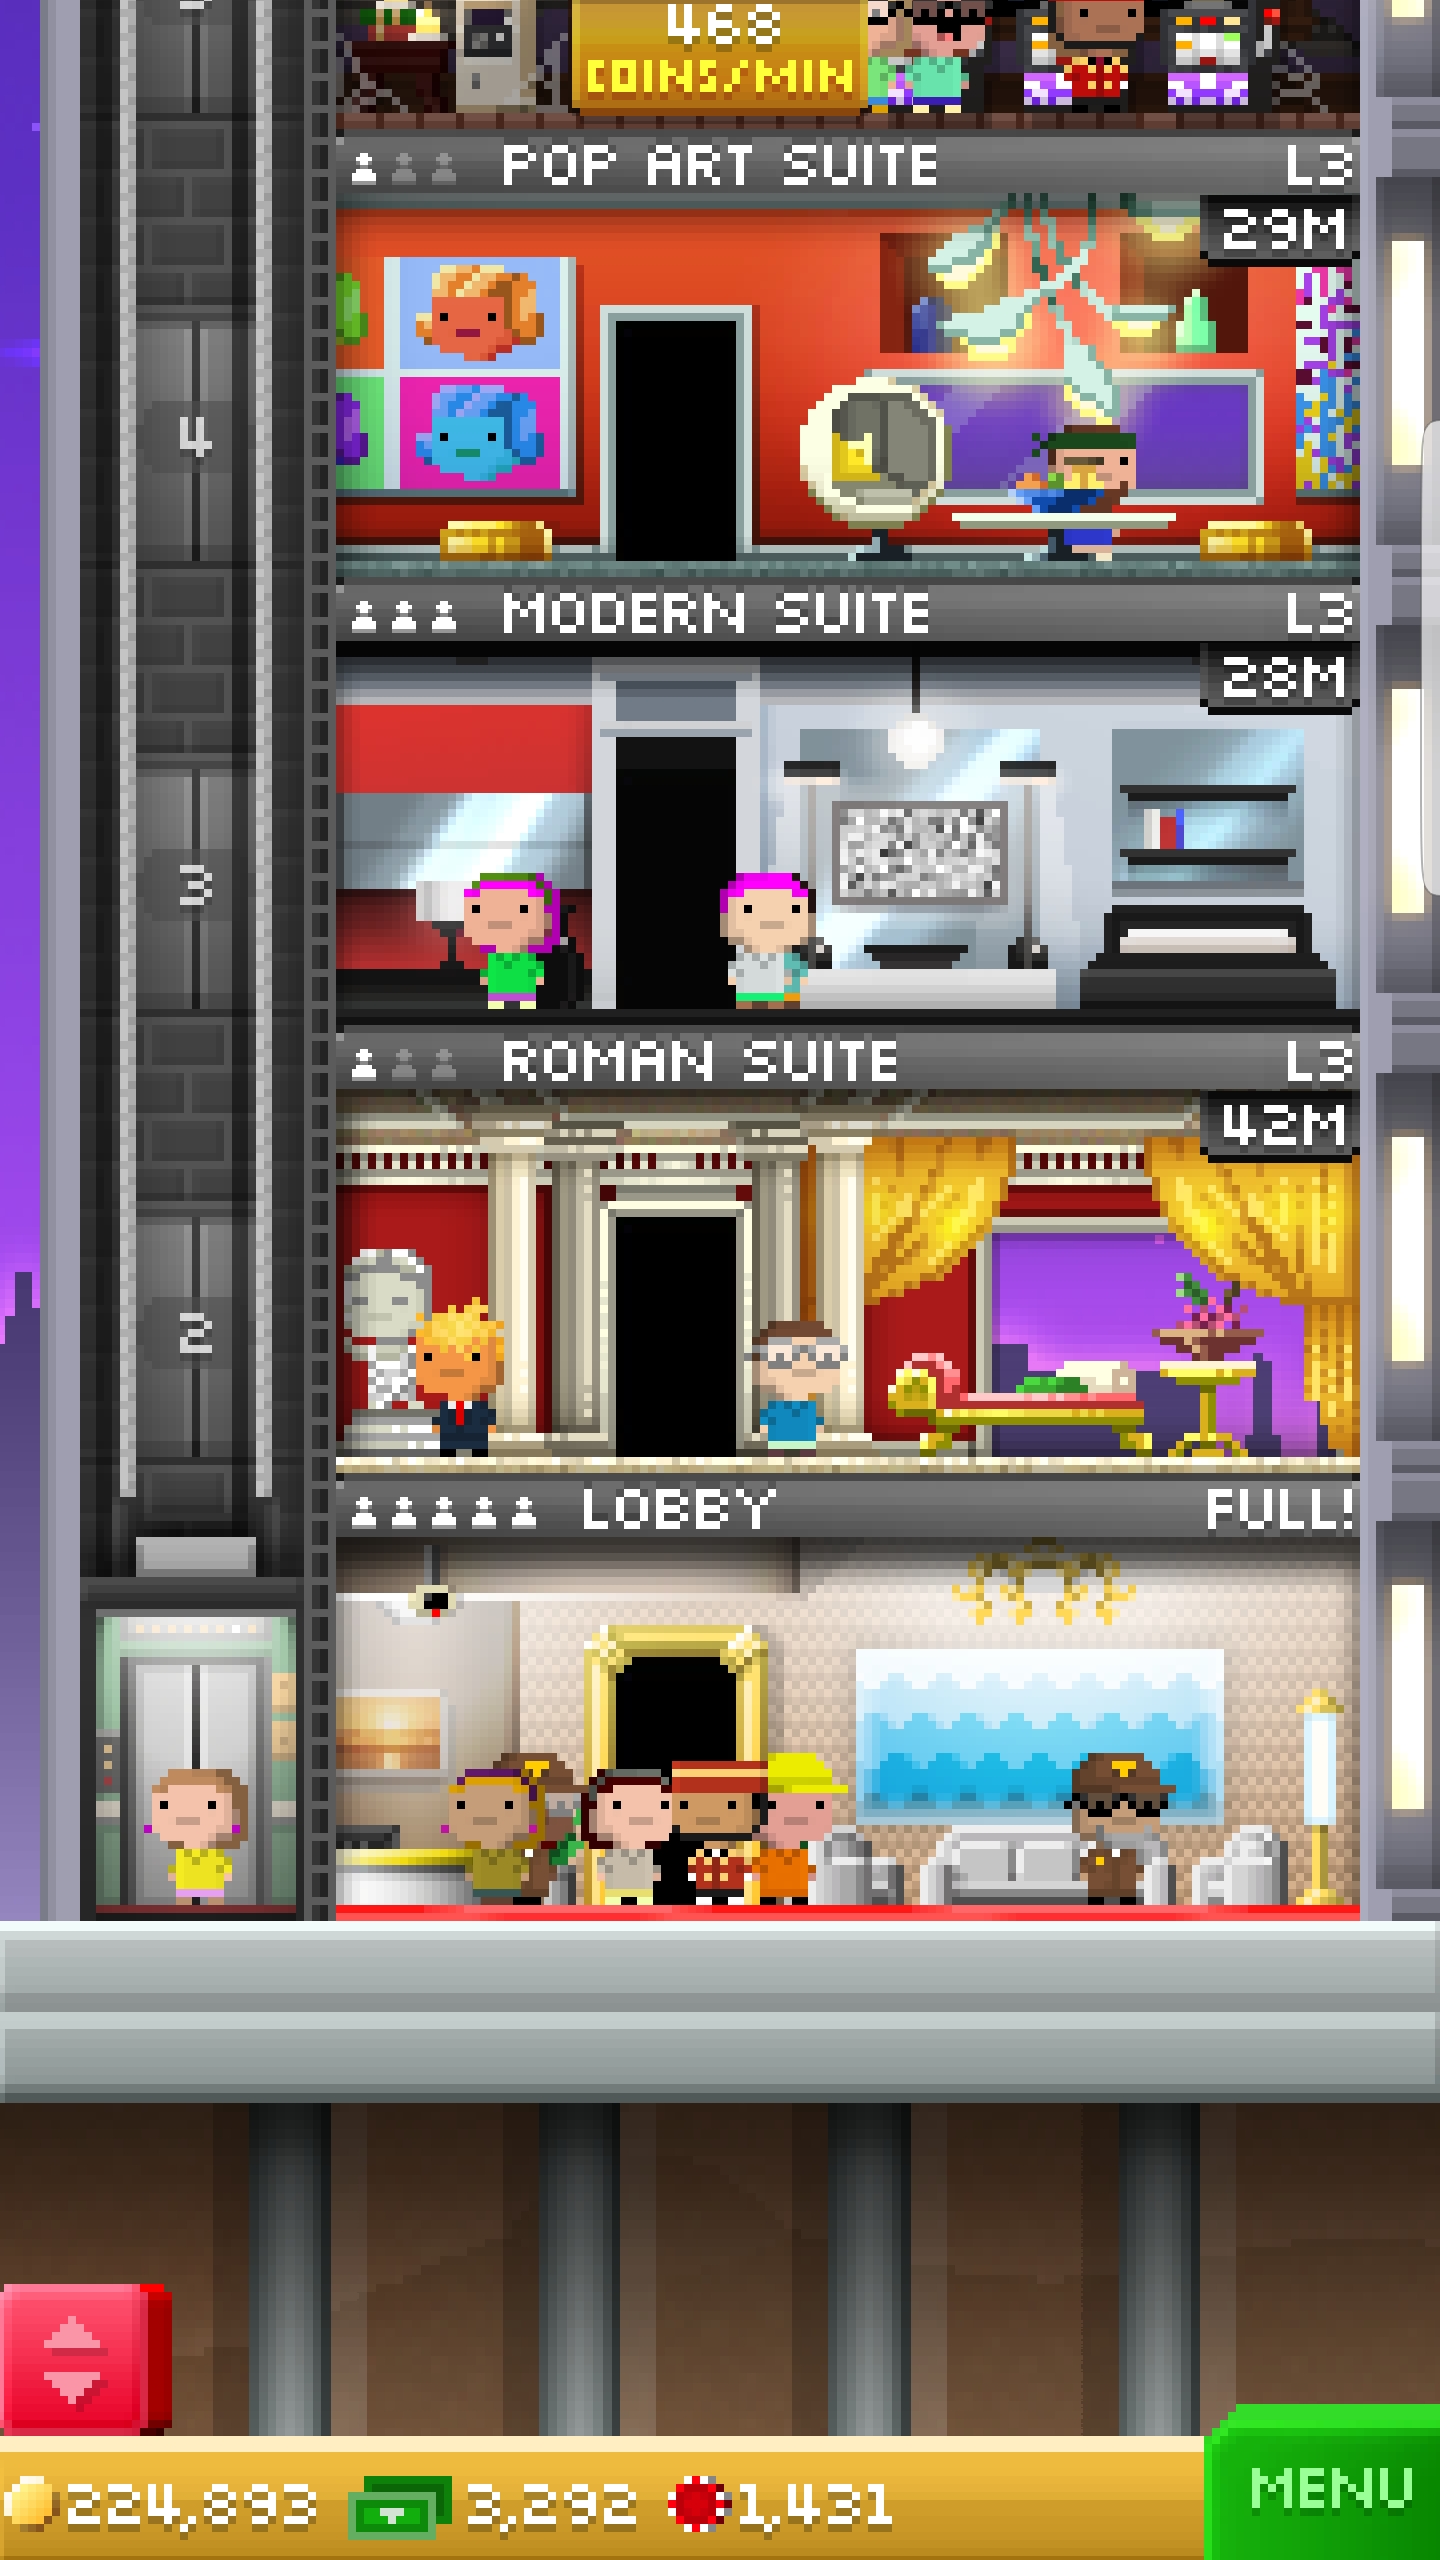 468
COINS/MIN
POP ART SUITE L3
29M
4
MODERN SUITE L3
28M
3
ROMAN SUITE L3
42M
2
LOBBY FULL!
224,893 3,292 1,431
MENU